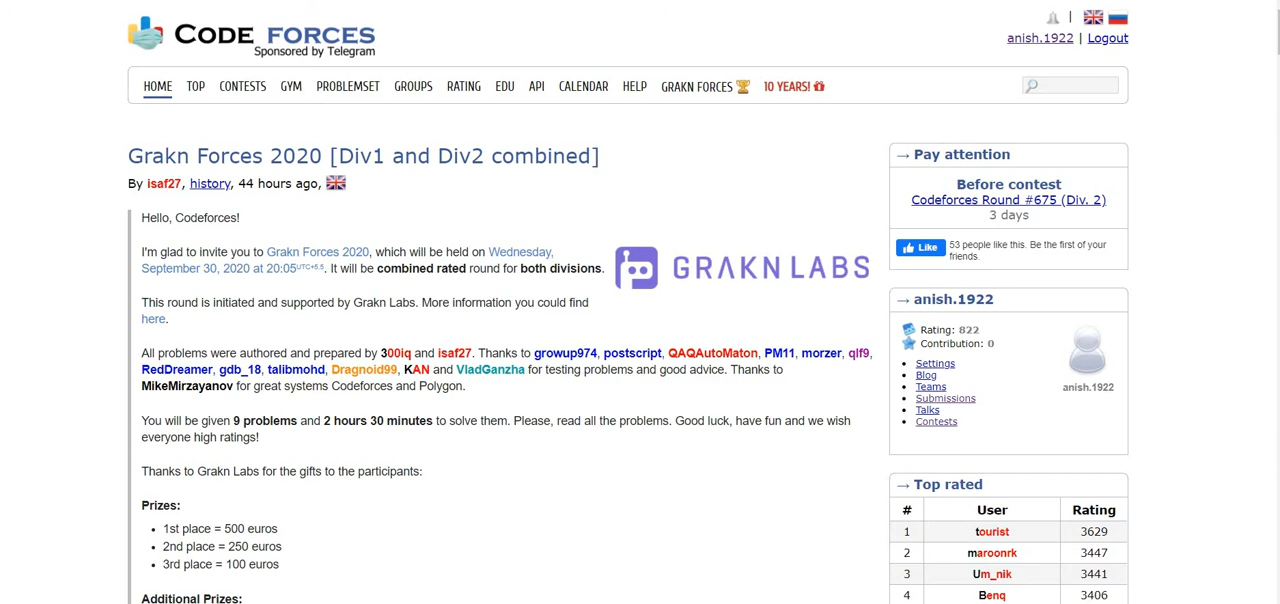 CODE FORCES
Sponsored by Telegram
|
anish.1922 | Logout
HOME TOP CONTESTS GYM PROBLEMSET GROUPS RATING EDU API CALENDAR HELP GRAKN FORCES 10 YEARS!
Grakn Forces 2020 [Div1 and Div2 combined]
By isaf27, history, 44 hours ago,
Hello, Codeforces!
I'm glad to invite you to Grakn Forces 2020, which will be held on Wednesday,
September 30, 2020 at 20:05UTC+5.5. It will be combined rated round for both divisions.
GRAKN LABS
This round is initiated and supported by Grakn Labs. More information you could find
here.
All problems were authored and prepared by 300iq and isaf27. Thanks to growup974, postscript, QAQAutoMaton, PM11, morzer, qlf9,
RedDreamer, gdb_18, talibmohd, Dragnoid99, KAN and VladGanzha for testing problems and good advice. Thanks to
MikeMirzayanov for great systems Codeforces and Polygon.
You will be given 9 problems and 2 hours 30 minutes to solve them. Please, read all the problems. Good luck, have fun and we wish
everyone high ratings!
Thanks to Grakn Labs for the gifts to the participants:
Prizes:
• 1st place = 500 euros
• 2nd place = 250 euros
• 3rd place = 100 euros
Additional Prizes:
→ Pay attention
Before contest
Codeforces Round #675 (Div. 2)
3 days
Like 53 people like this. Be the first of your
friends.
→ anish.1922
Rating: 822
Contribution: 0
• Settings
• Blog
• Teams
• Submissions
• Talks
• Contests
anish.1922
→ Top rated
# User Rating
1 tourist 3629
2 maroonrk 3447
3 Um_nik 3441
4 Benq 3406